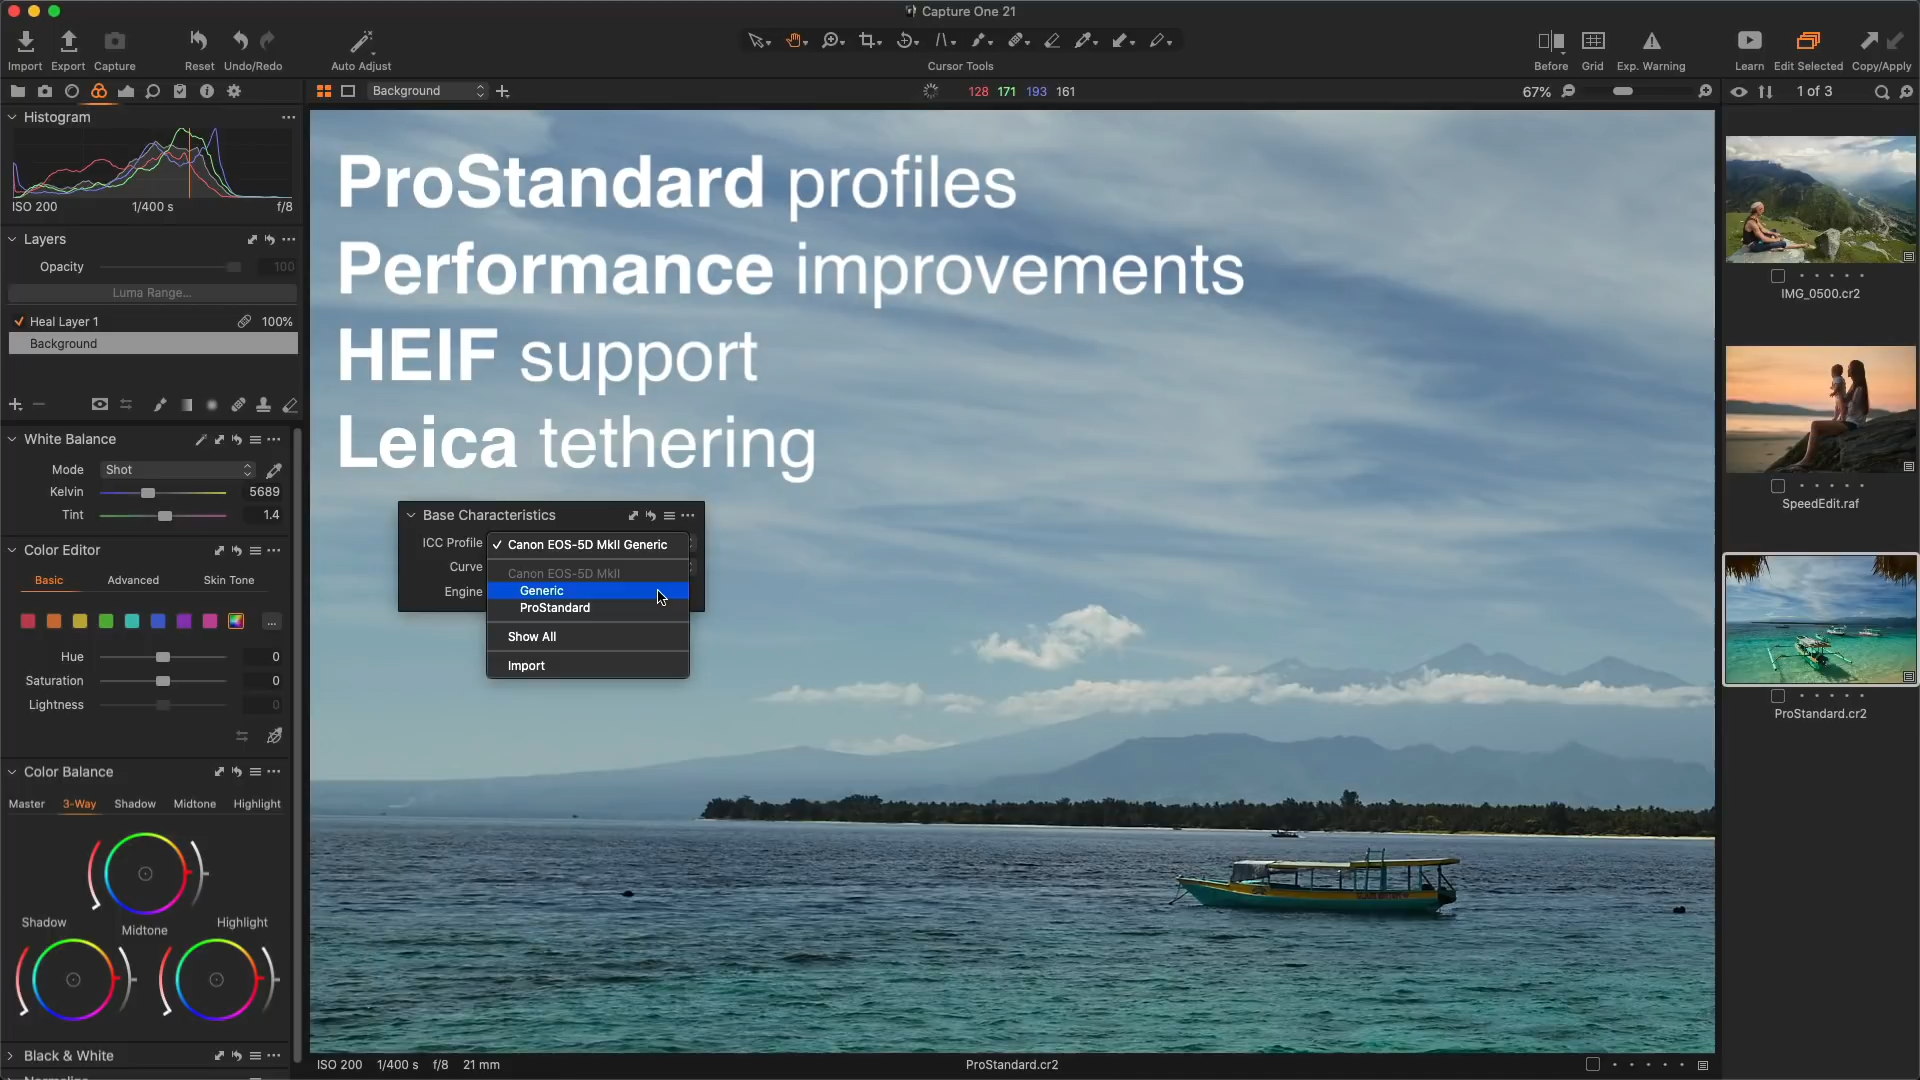 Capture One 21
Import
Export
Capture
Reset
Undo/Redo
Auto Adjust
Cursor Tools
Before
Grid
Exp. Warning
Learn
Edit Selected
Copy/Apply
Background
128 171 193 161
67%
1 of 3
Histogram
ISO 200 1/400 s f/8
Layers
Opacity 100
Luma Range...
Heal Layer 1 100%
Background
White Balance
Mode Shot
Kelvin 5689
Tint 1.4
Color Editor
Basic Advanced Skin Tone
...
Hue 0
Saturation 0
Lightness 0
Color Balance
Master 3-Way Shadow Midtone Highlight
Shadow
Midtone
Highlight
Black & White
Normalize
ProStandard profiles
Performance improvements
HEIF support
Leica tethering
Base Characteristics
ICC Profile
Curve
Engine
Canon EOS-5D MkII Generic
Canon EOS-5D MkII
Generic
ProStandard
Show All
Import
ISO 200 1/400 s f/8 21 mm
ProStandard.cr2
IMG_0500.cr2
SpeedEdit.raf
ProStandard.cr2